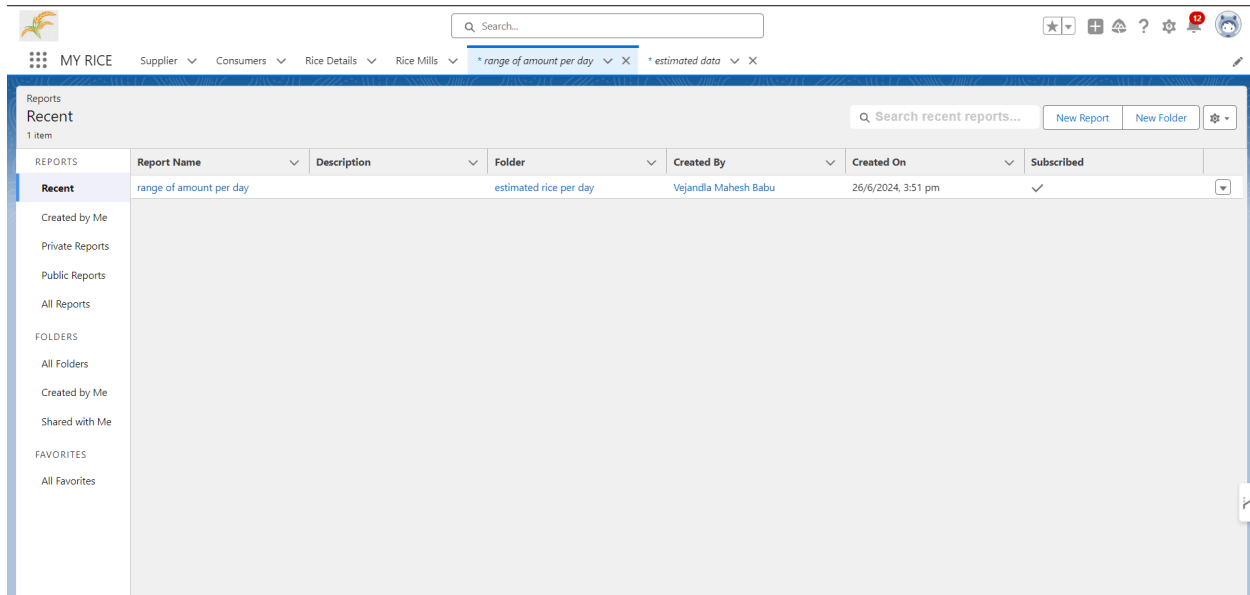 Search...
12
MY RICE
Supplier
Consumers
Rice Details
Rice Mills
* range of amount per day
* estimated data
Reports
Recent
1 item
Search recent reports...
New Report
New Folder
REPORTS
Report Name
Description
Folder
Created By
Created On
Subscribed
Recent
range of amount per day
estimated rice per day
Vejandla Mahesh Babu
26/6/2024, 3:51 pm
Created by Me
Private Reports
Public Reports
All Reports
FOLDERS
All Folders
Created by Me
Shared with Me
FAVORITES
All Favorites